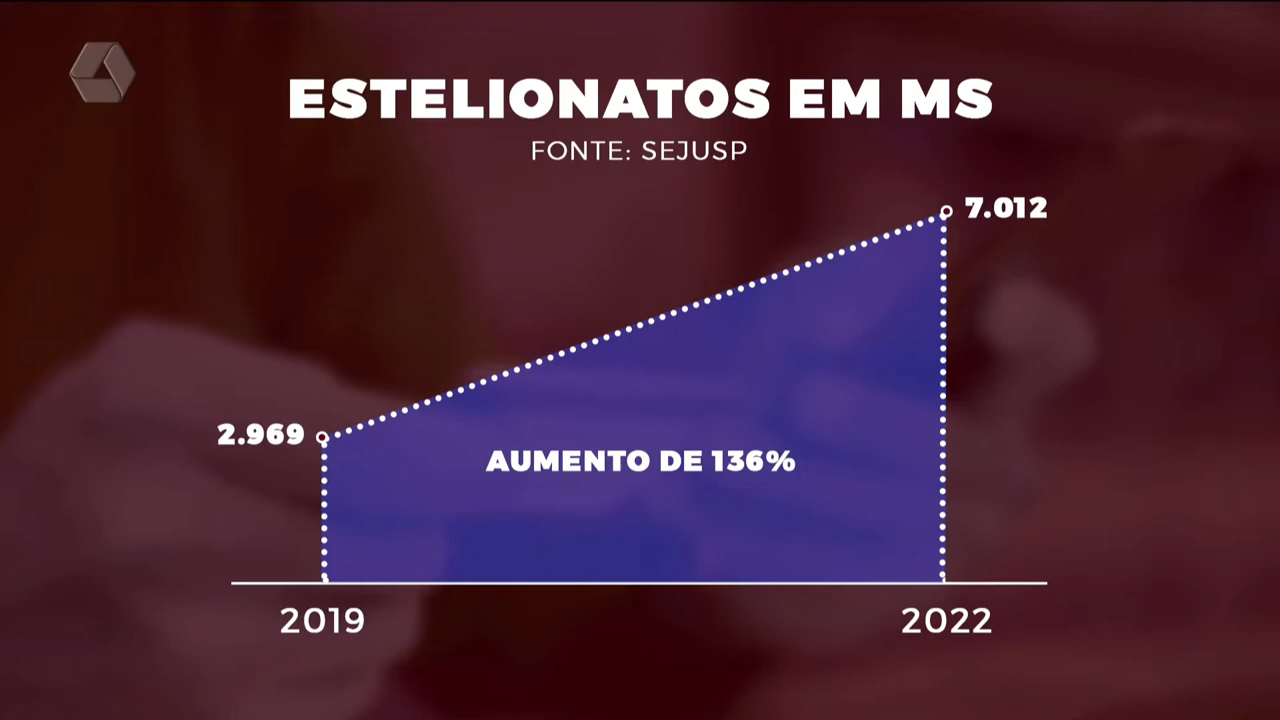 ESTELIONATOS EM MS
FONTE: SEJUSP
7.012
2.969
AUMENTO DE 136%
2019
2022